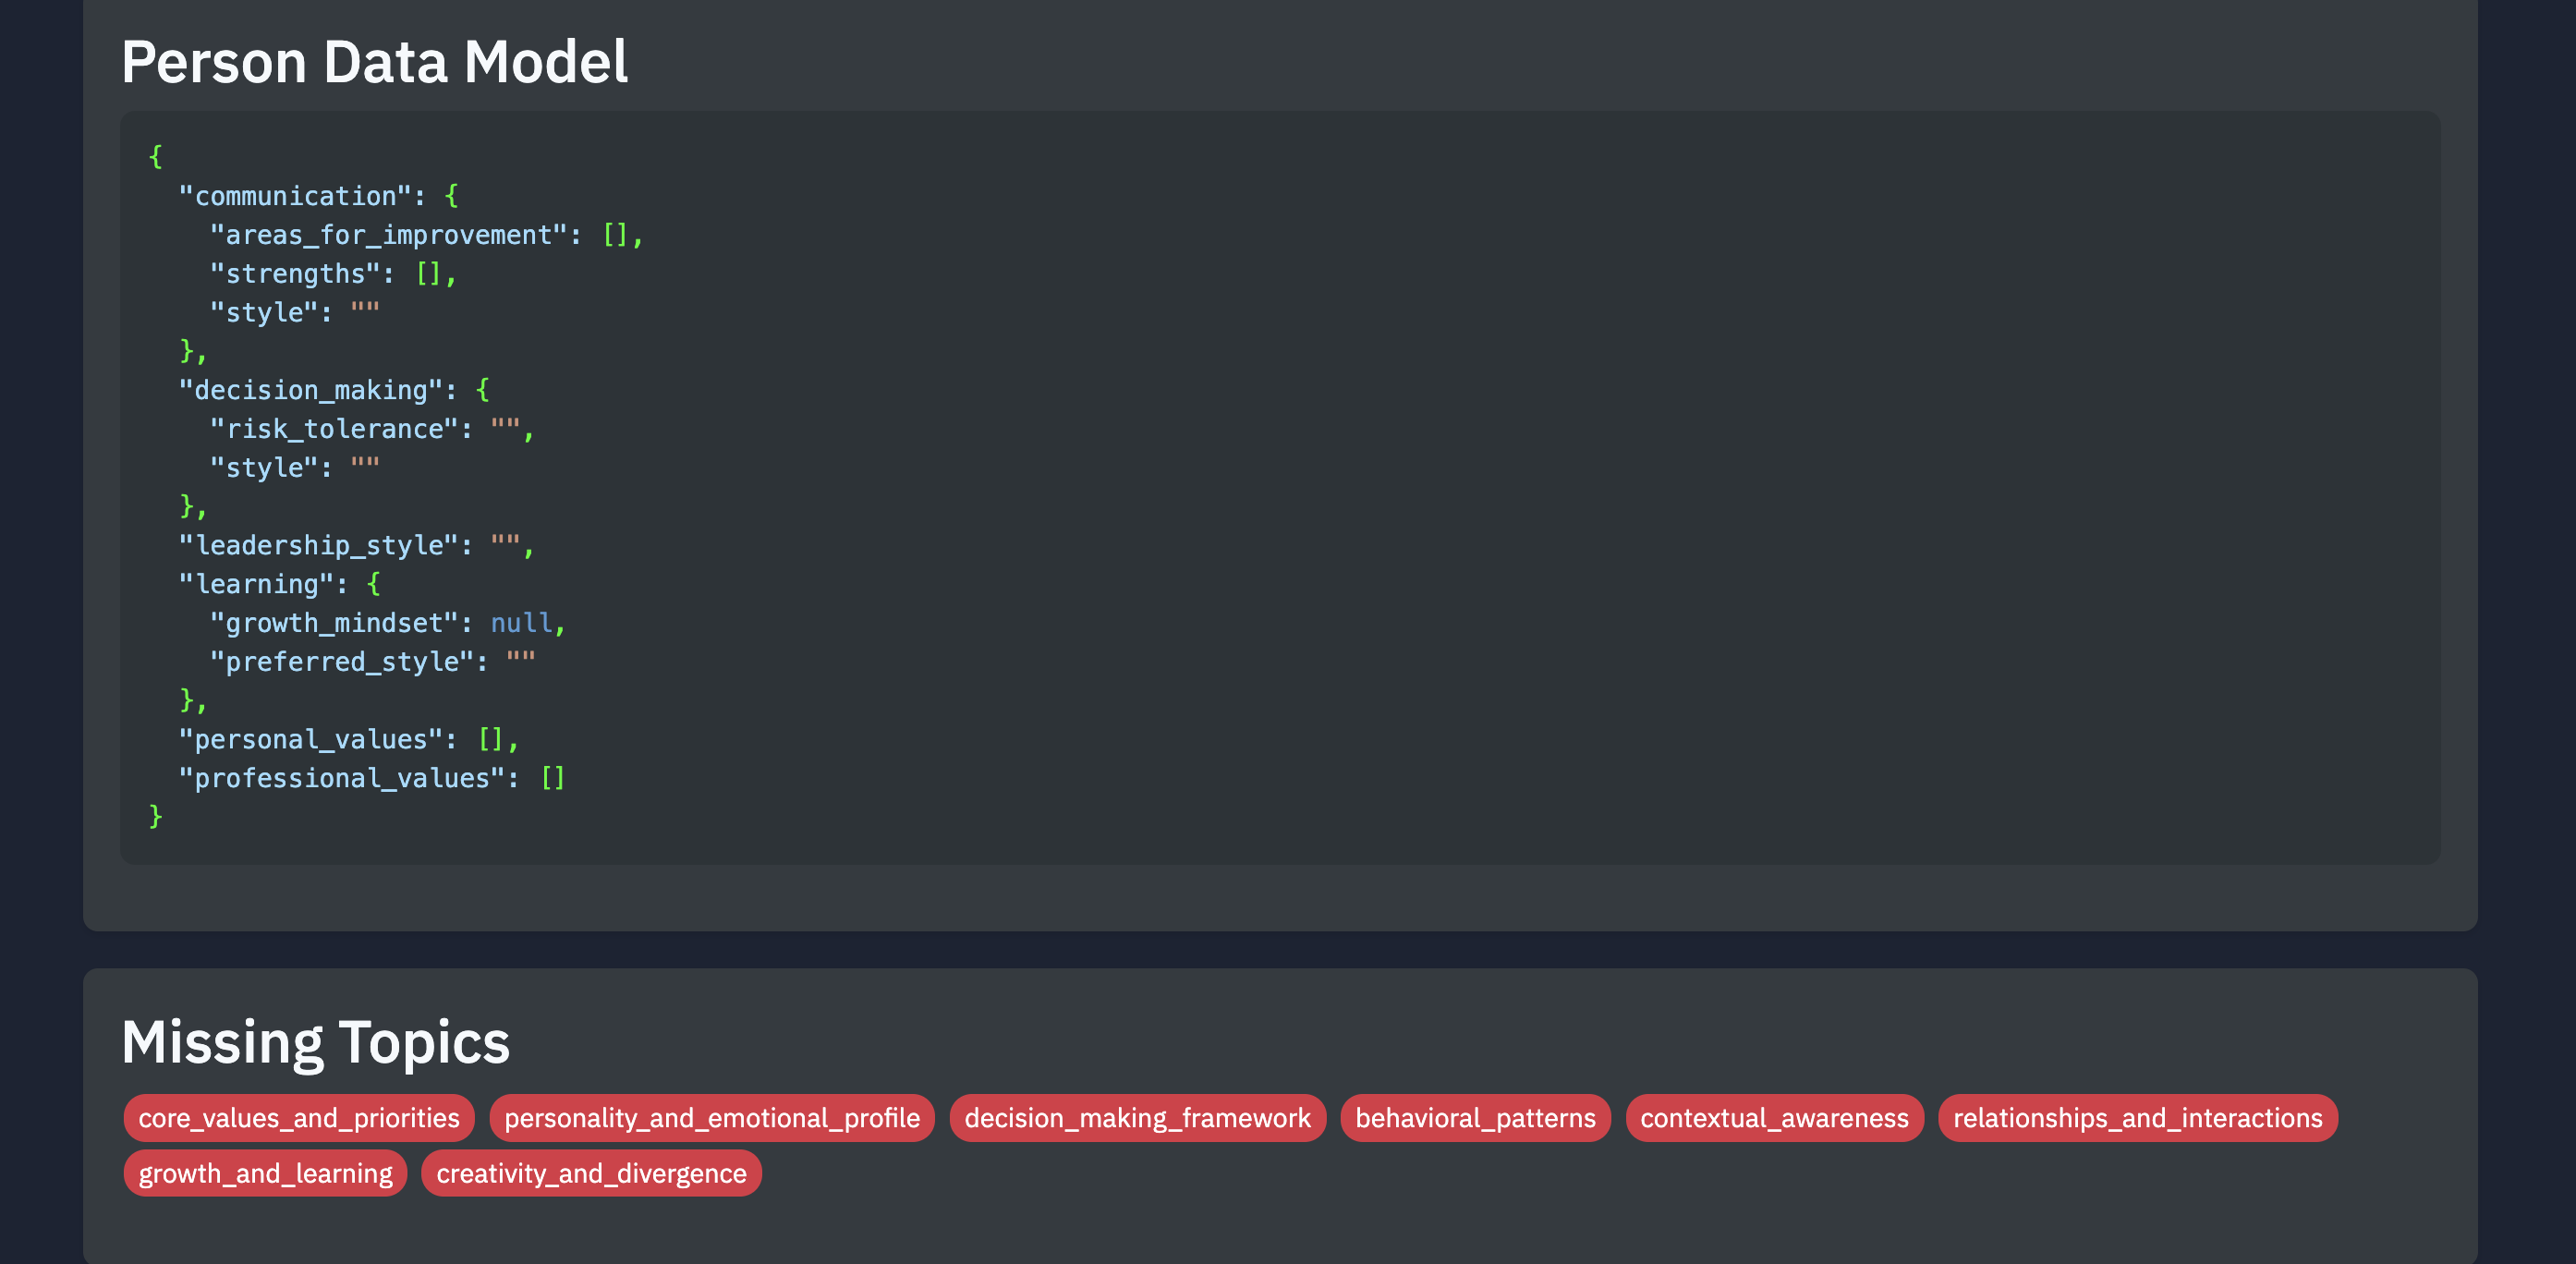 Person Data Model
{
  "communication": {
    "areas_for_improvement": [],
    "strengths": [],
    "style": ""
  },
  "decision_making": {
    "risk_tolerance": "",
    "style": ""
  },
  "leadership_style": "",
  "learning": {
    "growth_mindset": null,
    "preferred_style": ""
  },
  "personal_values": [],
  "professional_values": []
}
Missing Topics
core_values_and_priorities personality_and_emotional_profile decision_making_framework behavioral_patterns contextual_awareness relationships_and_interactions
growth_and_learning creativity_and_divergence